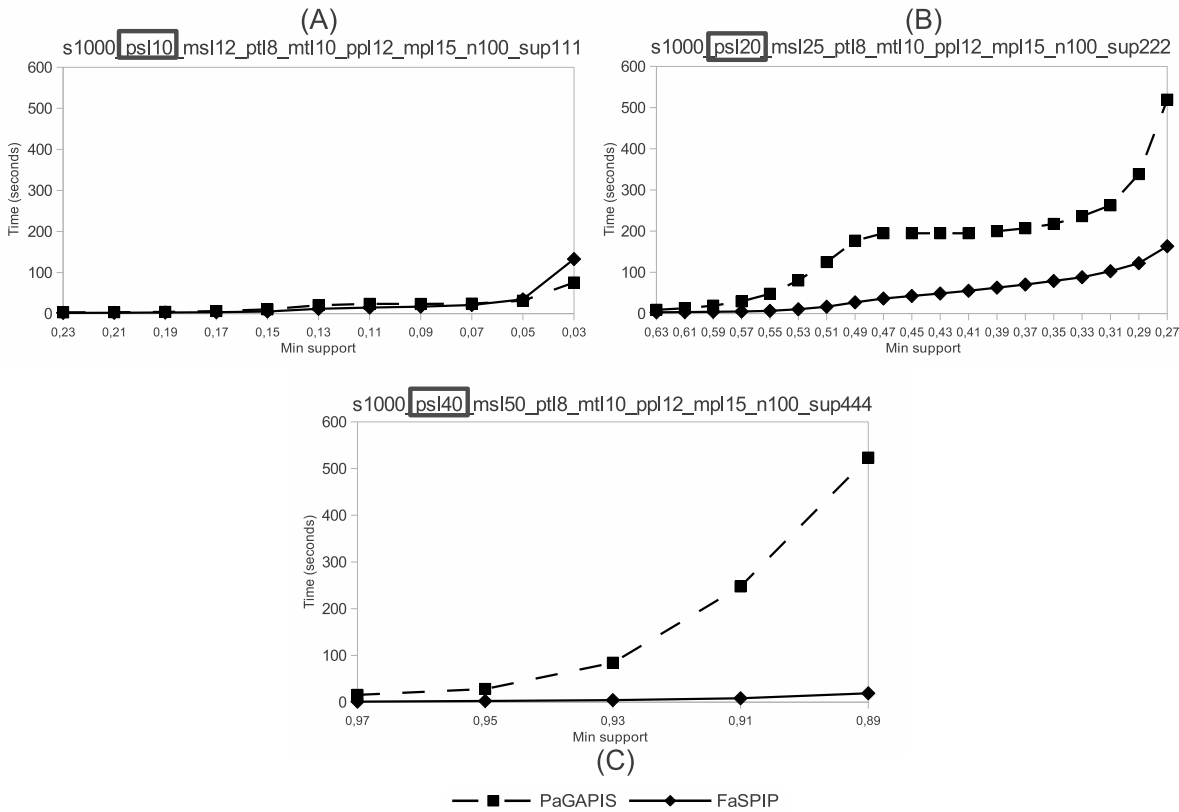 (A)
s1000_psl10_msl12_ptl8_mtl10_ppl12_mpl15_n100_sup111
600
500
400
300
200
100
0
Time (seconds)
0,23 0,21 0,19 0,17 0,15 0,13 0,11 0,09 0,07 0,05 0,03
Min support
(B)
s1000_psl20_msl25_ptl8_mtl10_ppl12_mpl15_n100_sup222
600
500
400
300
200
100
0
Time (seconds)
0,63 0,61 0,59 0,57 0,55 0,53 0,51 0,49 0,47 0,45 0,43 0,41 0,39 0,37 0,35 0,33 0,31 0,29 0,27
Min support
s1000_psl40_msl50_ptl8_mtl10_ppl12_mpl15_n100_sup444
600
500
400
300
200
100
0
Time (seconds)
0,97 0,95 0,93 0,91 0,89
Min support
(C)
PaGAPIS FaSPIP